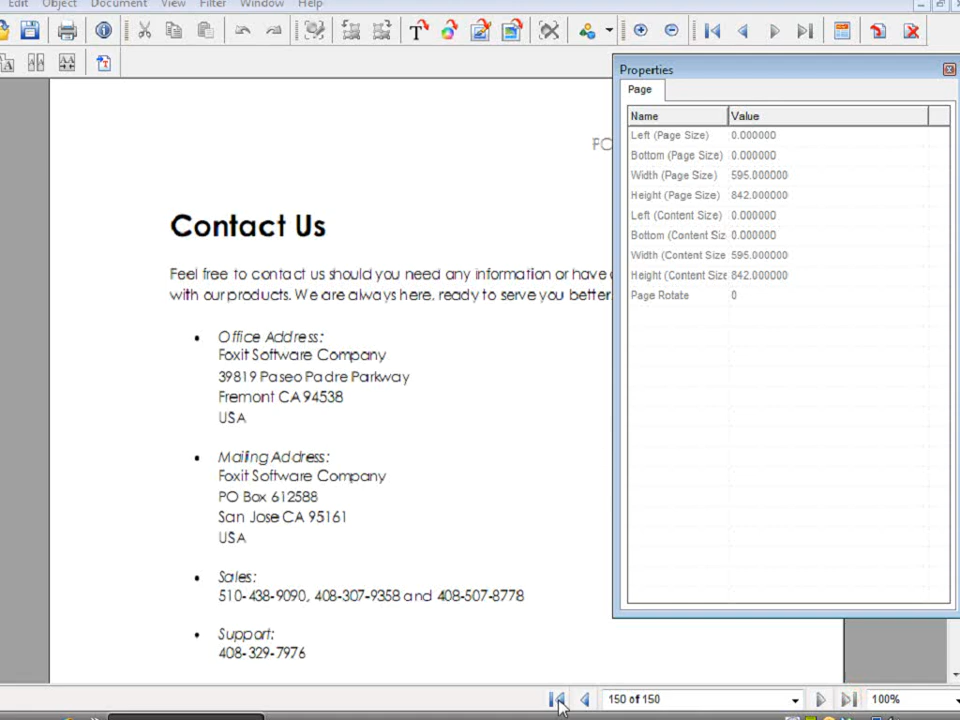 Edit Object Document View Filter Window Help
Properties
Page
Name Value
Left (Page Size) 0.000000
Bottom (Page Size) 0.000000
Width (Page Size) 595.000000
Height (Page Size) 842.000000
Left (Content Size) 0.000000
Bottom (Content Siz 0.000000
Width (Content Size 595.000000
Height (Content Size 842.000000
Page Rotate 0
FO
Contact Us
Feel free to contact us should you need any information or have
with our products. We are always here, ready to serve you better.
• Office Address:
Foxit Software Company
39819 Paseo Padre Parkway
Fremont CA 94538
USA
• Mailing Address:
Foxit Software Company
PO Box 612588
San Jose CA 95161
USA
• Sales:
510-438-9090, 408-307-9358 and 408-507-8778
• Support:
408-329-7976
150 of 150
100%